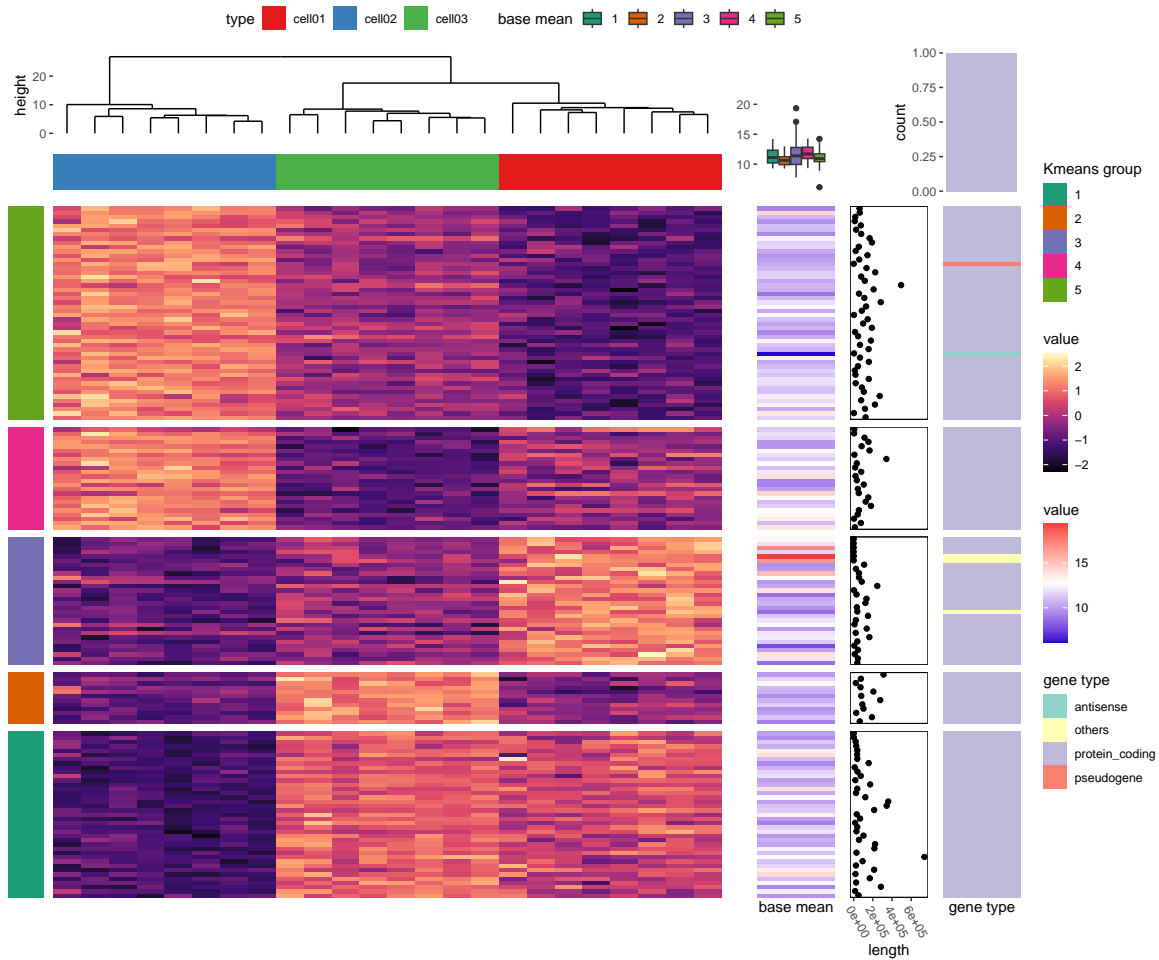 type cell01 cell02 cell03 base mean 1 2 3 4 5
height
20
10
0
20
15
10
count
1.00
0.75
0.50
0.25
0.00
Kmeans group
1
2
3
4
5
value
2
1
0
−1
−2
value
15
10
gene type
antisense
others
protein_coding
pseudogene
base mean
0e+00
2e+05
4e+05
6e+05
length
gene type